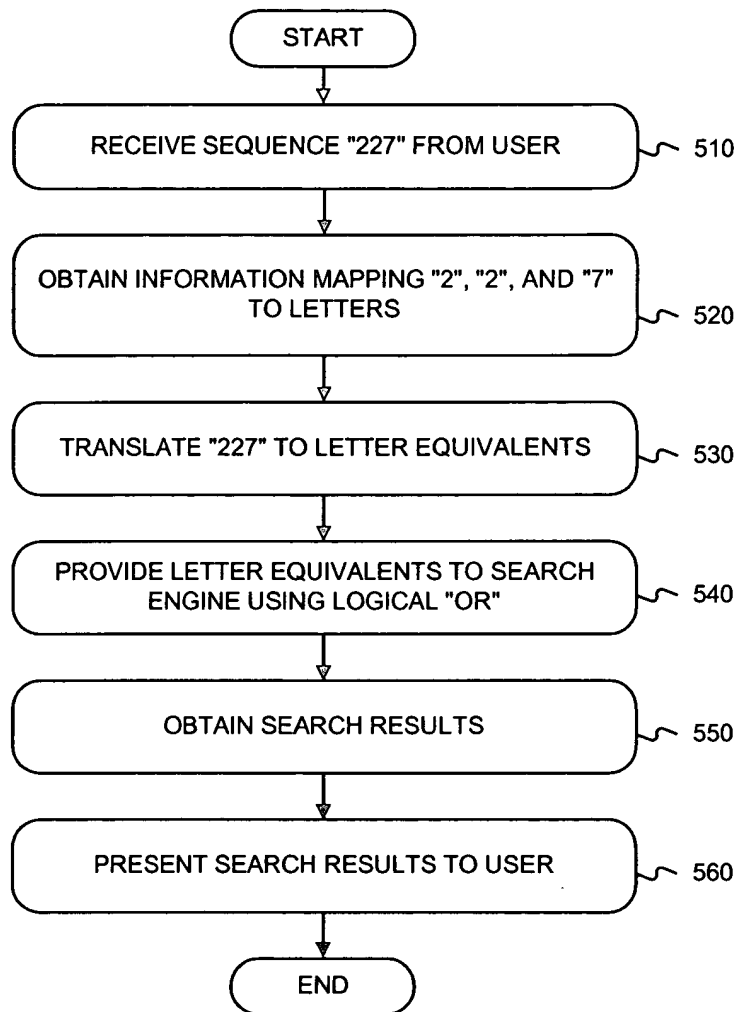 START
RECEIVE SEQUENCE "227" FROM USER
510
OBTAIN INFORMATION MAPPING "2", "2", AND "7"
TO LETTERS
520
TRANSLATE "227" TO LETTER EQUIVALENTS
530
PROVIDE LETTER EQUIVALENTS TO SEARCH
ENGINE USING LOGICAL "OR"
540
OBTAIN SEARCH RESULTS
550
PRESENT SEARCH RESULTS TO USER
560
END